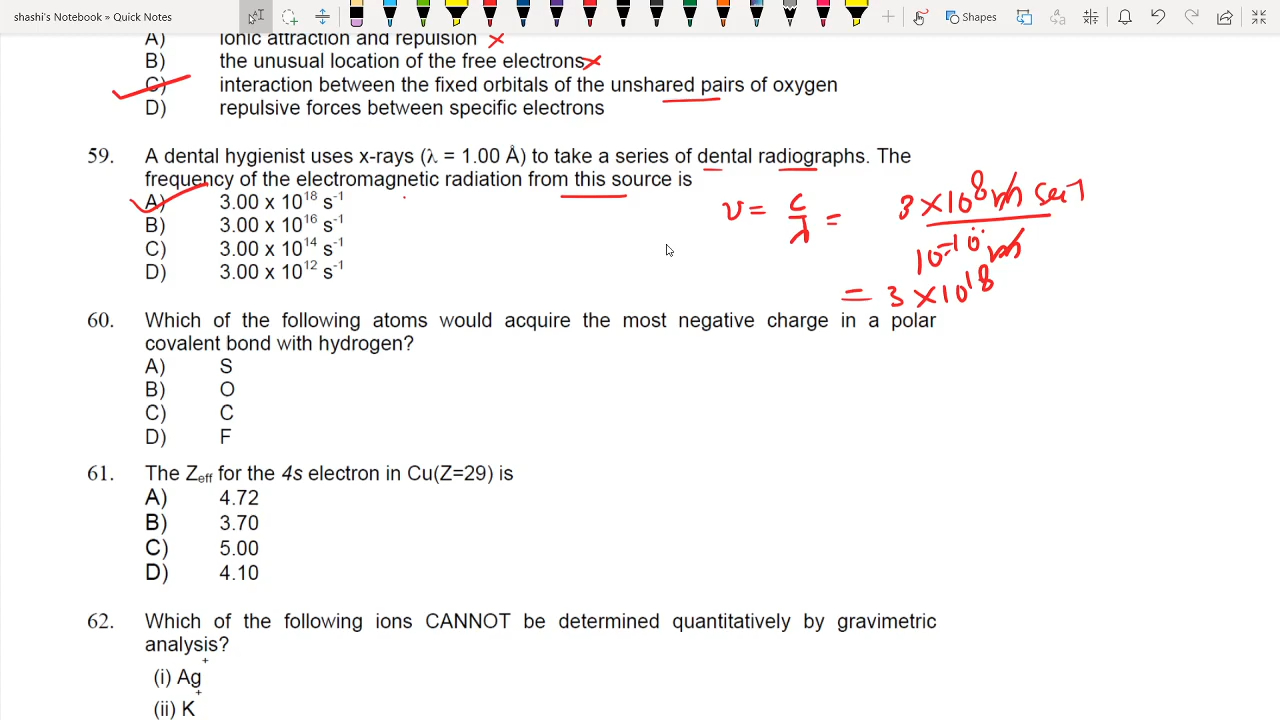 shashi's Notebook » Quick Notes
Shapes
A) ionic attraction and repulsion ×
B) the unusual location of the free electrons ×
C) interaction between the fixed orbitals of the unshared pairs of oxygen
D) repulsive forces between specific electrons
59. A dental hygienist uses x-rays (λ = 1.00 Å) to take a series of dental radiographs. The
frequency of the electromagnetic radiation from this source is
A) 3.00 x 10¹⁸ s⁻¹
B) 3.00 x 10¹⁶ s⁻¹
C) 3.00 x 10¹⁴ s⁻¹
D) 3.00 x 10¹² s⁻¹
ν = c/λ = 3×10⁸ m sec⁻¹
10⁻¹⁰ m
= 3×10¹⁸
60. Which of the following atoms would acquire the most negative charge in a polar
covalent bond with hydrogen?
A) S
B) O
C) C
D) F
61. The Zeff for the 4s electron in Cu(Z=29) is
A) 4.72
B) 3.70
C) 5.00
D) 4.10
62. Which of the following ions CANNOT be determined quantitatively by gravimetric
analysis?
(i) Ag⁺
(ii) K⁺